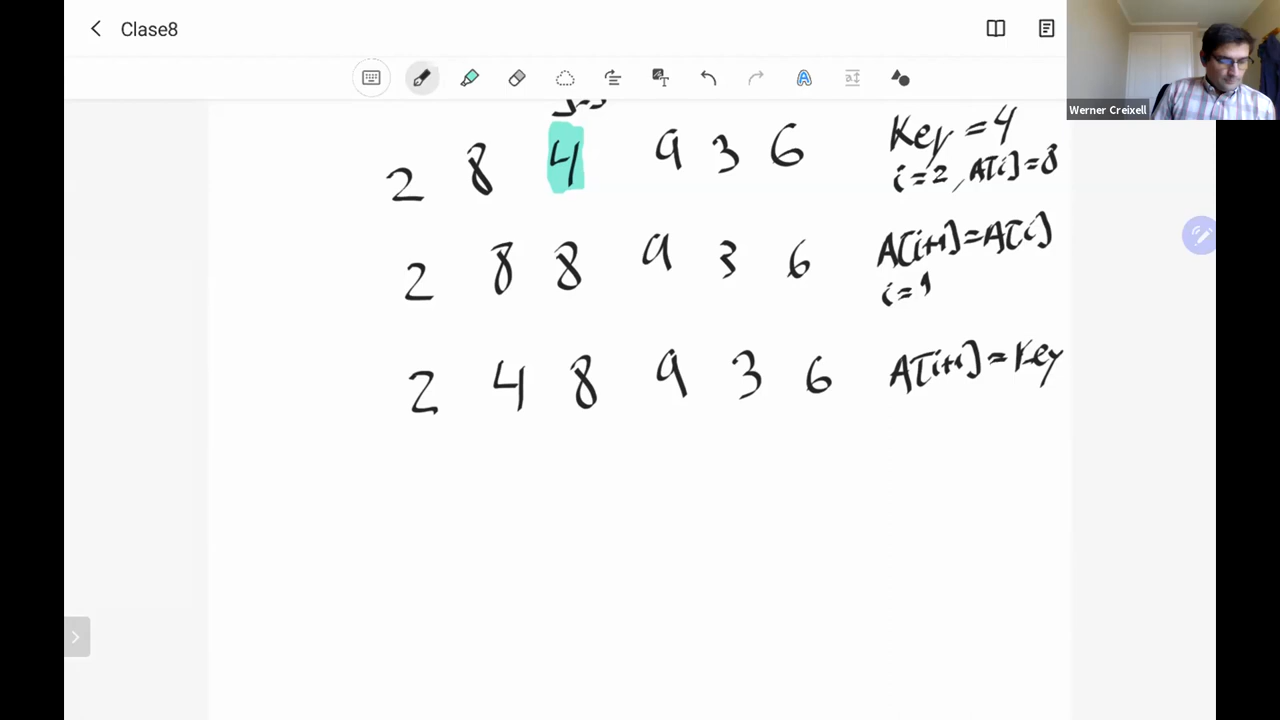 Clase8
Werner Creixell
2 8 4 9 3 6 Key = 4
i=2, A[i]=8
2 8 8 9 3 6 A[i+1]=A[i]
i=1
2 4 8 9 3 6 A[i+1]=Key